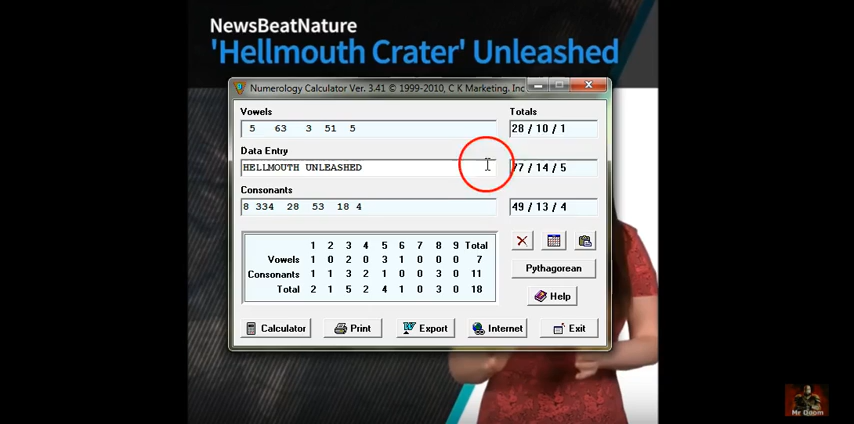 NewsBeatNature
'Hellmouth Crater' Unleashed
Numerology Calculator Ver. 3.41 © 1999-2010, C K Marketing. Inc
Vowels
Totals
5 63 3 51 5
28 / 10 / 1
Data Entry
HELLMOUTH UNLEASHED
77 / 14 / 5
Consonants
8 334 28 53 18 4
49 / 13 / 4
1 2 3 4 5 6 7 8 9 Total
Vowels 1 0 2 0 3 1 0 0 0 7
Consonants 1 1 3 2 1 0 0 3 0 11
Total 2 1 5 2 4 1 0 3 0 18
Pythagorean
Help
Calculator
Print
Export
Internet
Exit
Mr Doom